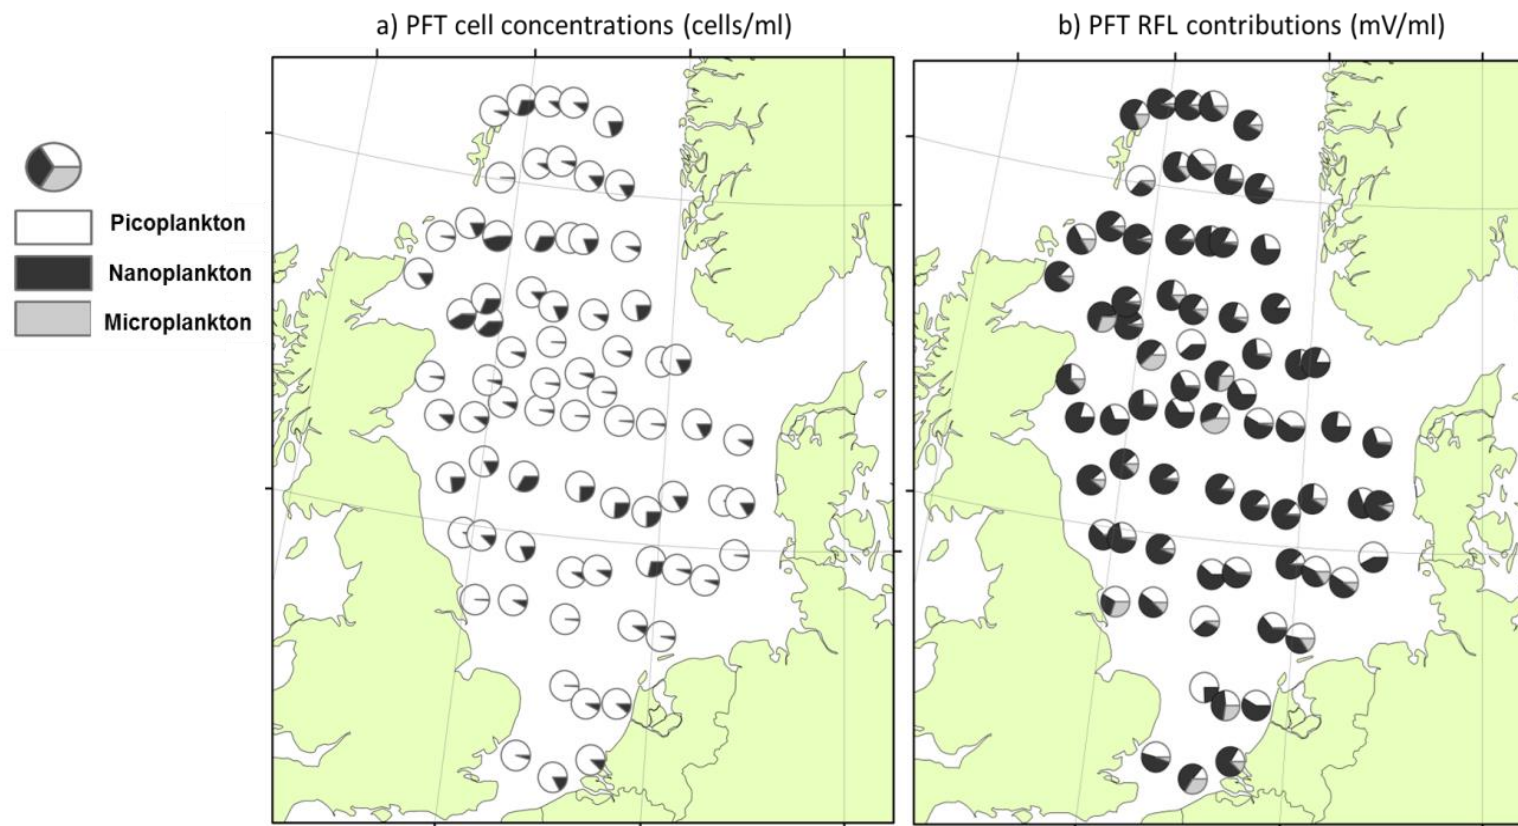 a) PFT cell concentrations (cells/ml)
b) PFT RFL contributions (mV/ml)
Picoplankton
Nanoplankton
Microplankton